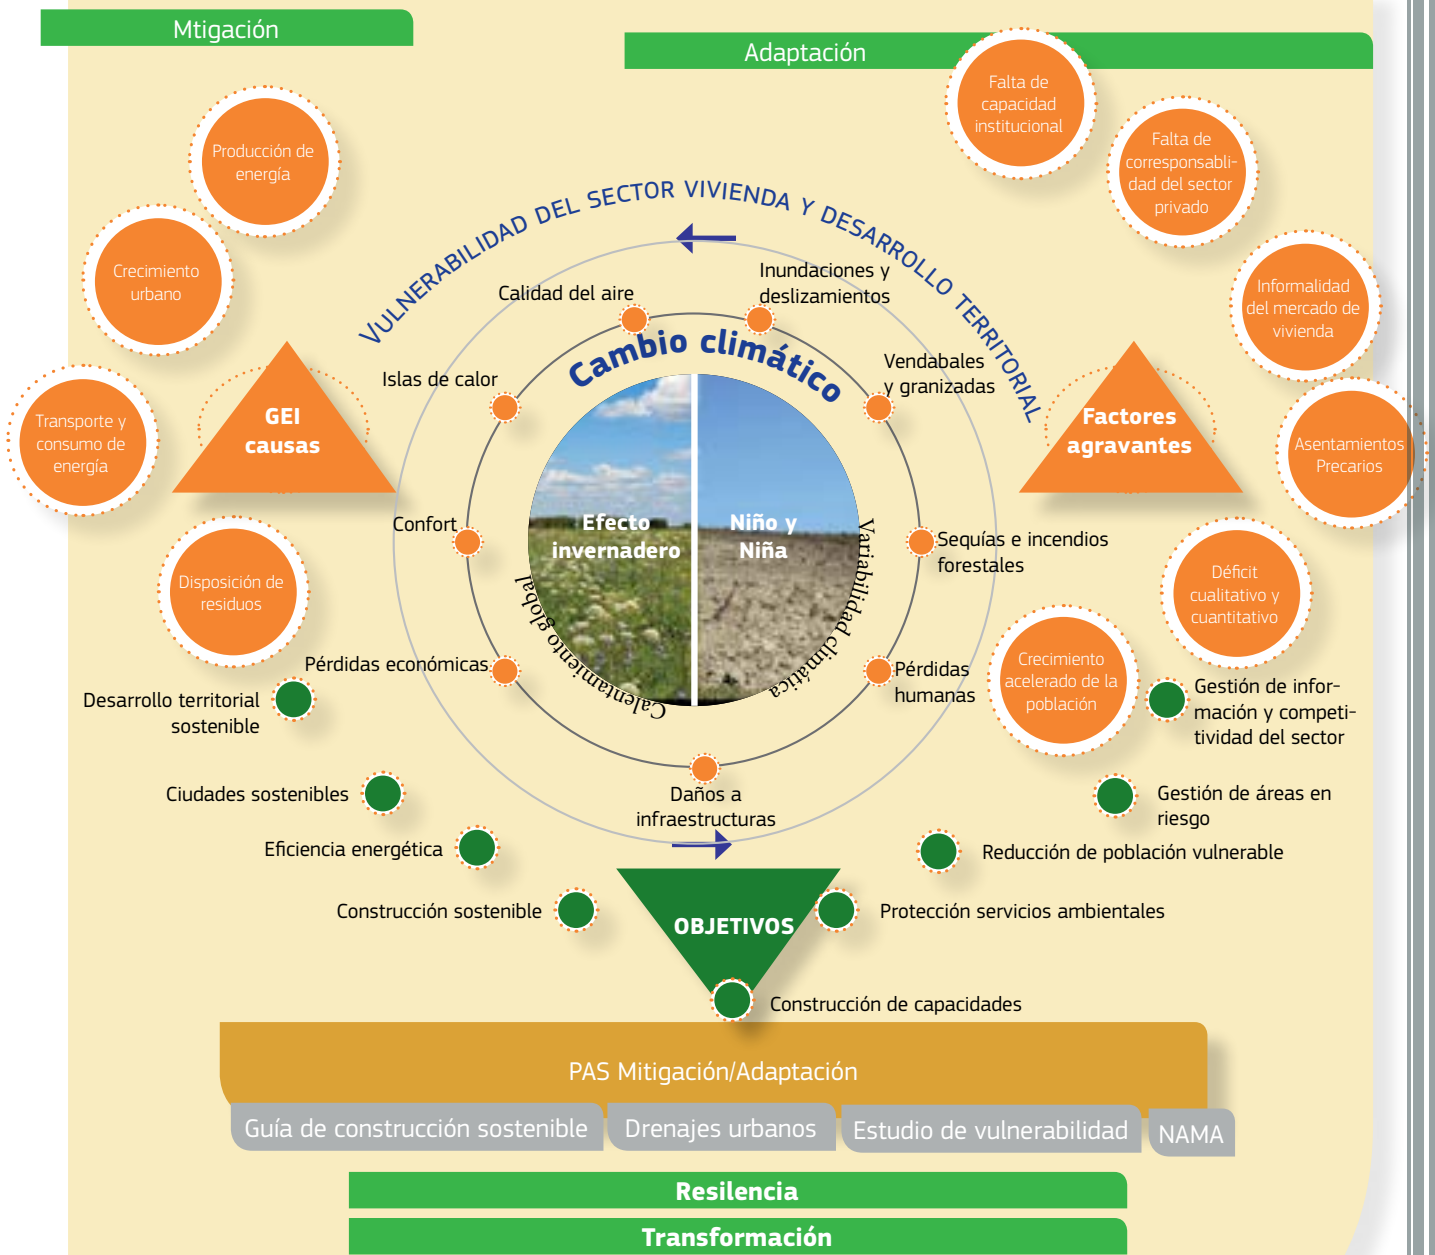 Mtigación
Adaptación
Producción de
energía
Crecimiento
urbano
Transporte y
consumo de
energía
Disposición de
residuos
GEI
causas
Falta de
capacidad
institucional
Falta de
corresponsabli-
dad del sector
privado
Informalidad
del mercado de
vivienda
Asentamientos
Precarios
Déficit
cualitativo y
cuantitativo
Crecimiento
acelerado de la
población
Factores
agravantes
Vulnerabilidad del sector vivienda y desarrollo territorial
Calidad del aire
Inundaciones y
deslizamientos
Islas de calor
Vendabales
y granizadas
Confort
Sequías e incendios
forestales
Pérdidas económicas
Pérdidas
humanas
Daños a
infraestructuras
Cambio climático
Efecto
invernadero
Niño y
Niña
Calentamiento global
Variabilidad climática
Desarrollo territorial
sostenible
Ciudades sostenibles
Eficiencia energética
Construcción sostenible
OBJETIVOS
Gestión de infor-
mación y competi-
tividad del sector
Gestión de áreas en
riesgo
Reducción de población vulnerable
Protección servicios ambientales
Construcción de capacidades
PAS Mitigación/Adaptación
Guía de construcción sostenible
Drenajes urbanos
Estudio de vulnerabilidad
NAMA
Resilencia
Transformación